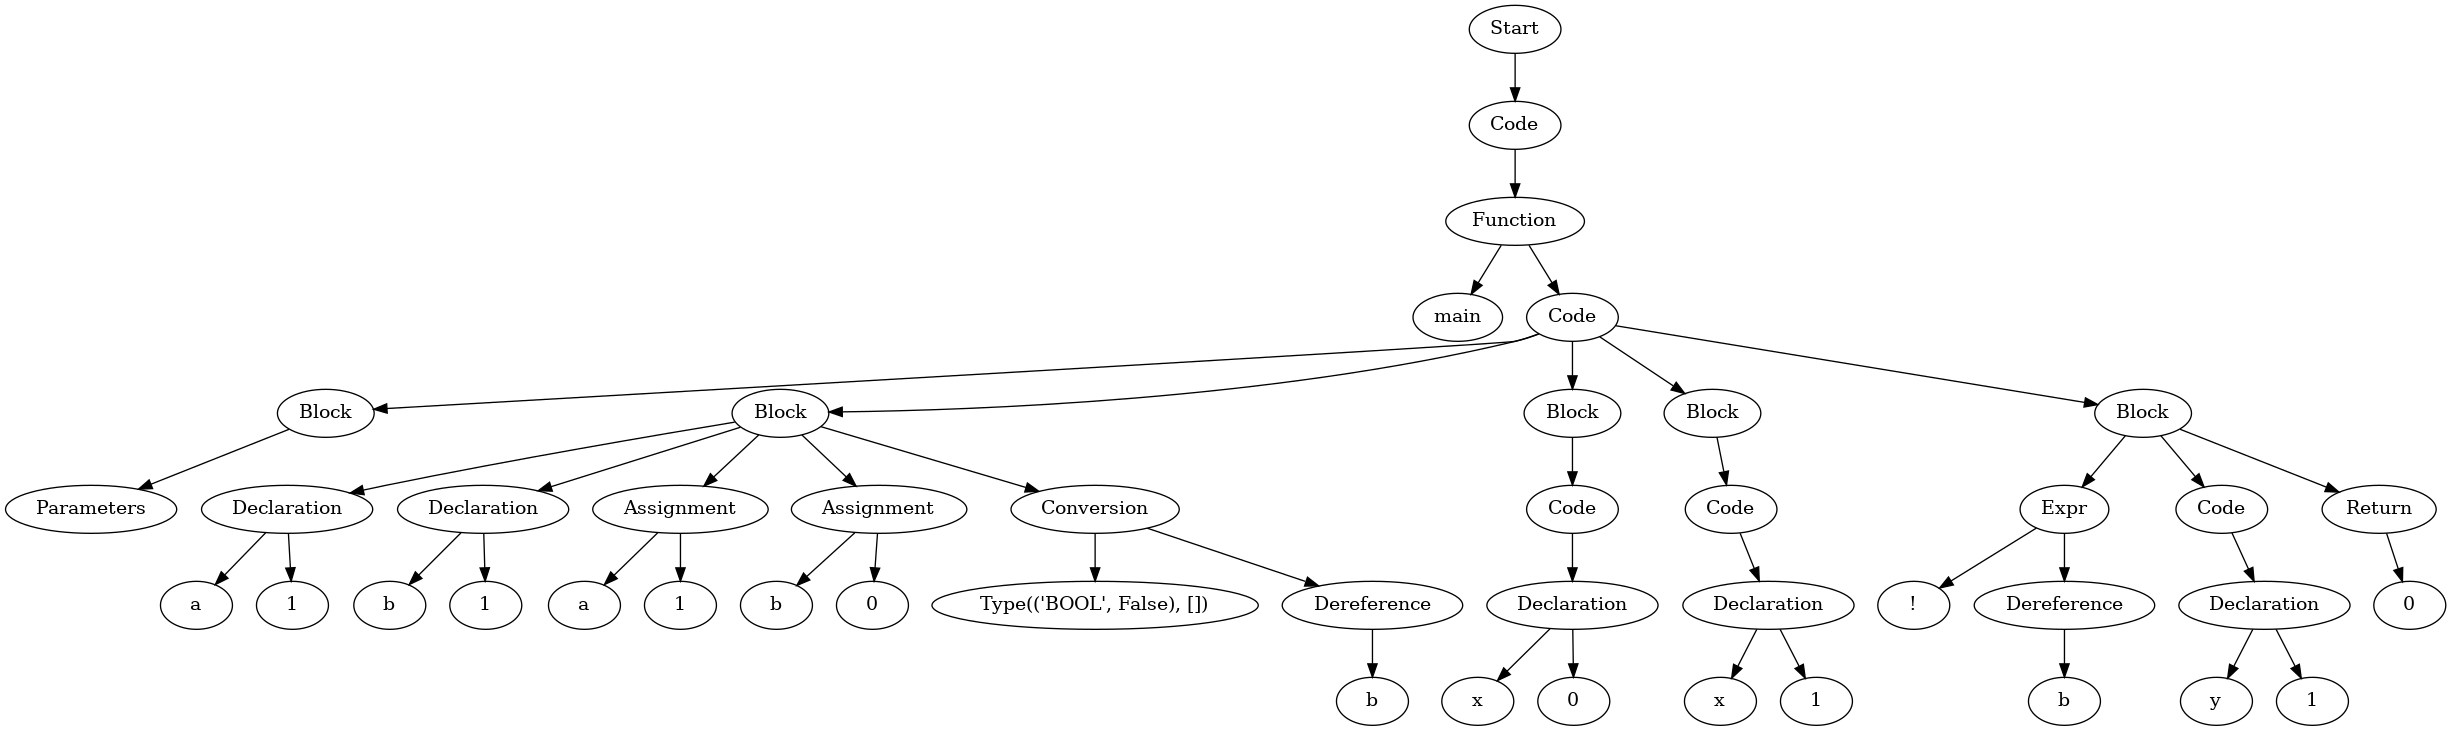 Start
Code
Function
main Code
Block Block Block Block Block
Parameters Declaration Declaration Assignment Assignment Conversion Code Code Expr Code Return
a 1 b 1 a 1 b 0 Type(('BOOL', False), []) Dereference Declaration Declaration ! Dereference Declaration 0
b x 0 x 1 b y 1